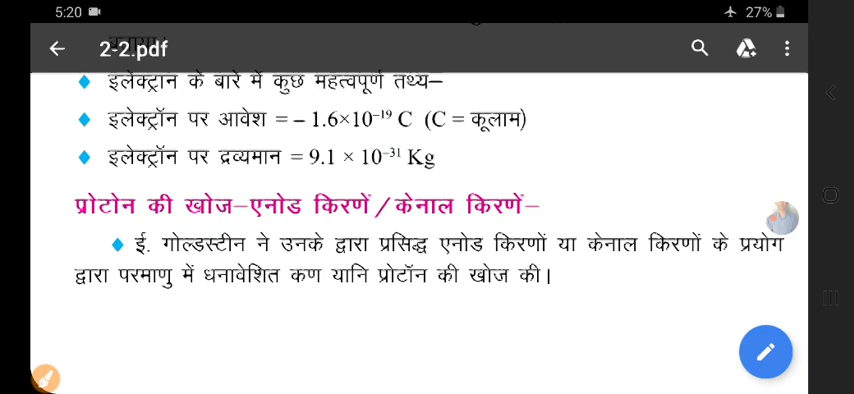 5:20
27%
2-2.pdf
इलेक्ट्रान के बारे में कुछ महत्वपूर्ण तथ्य–
इलेक्ट्रॉन पर आवेश = – 1.6×10⁻¹⁹ C (C = कूलाम)
इलेक्ट्रॉन पर द्रव्यमान = 9.1 × 10⁻³¹ Kg
प्रोटोन की खोज–एनोड किरणें / केनाल किरणें–
ई. गोल्डस्टीन ने उनके द्वारा प्रसिद्ध एनोड किरणों या केनाल किरणों के प्रयोग
द्वारा परमाणु में धनावेशित कण यानि प्रोटॉन की खोज की।